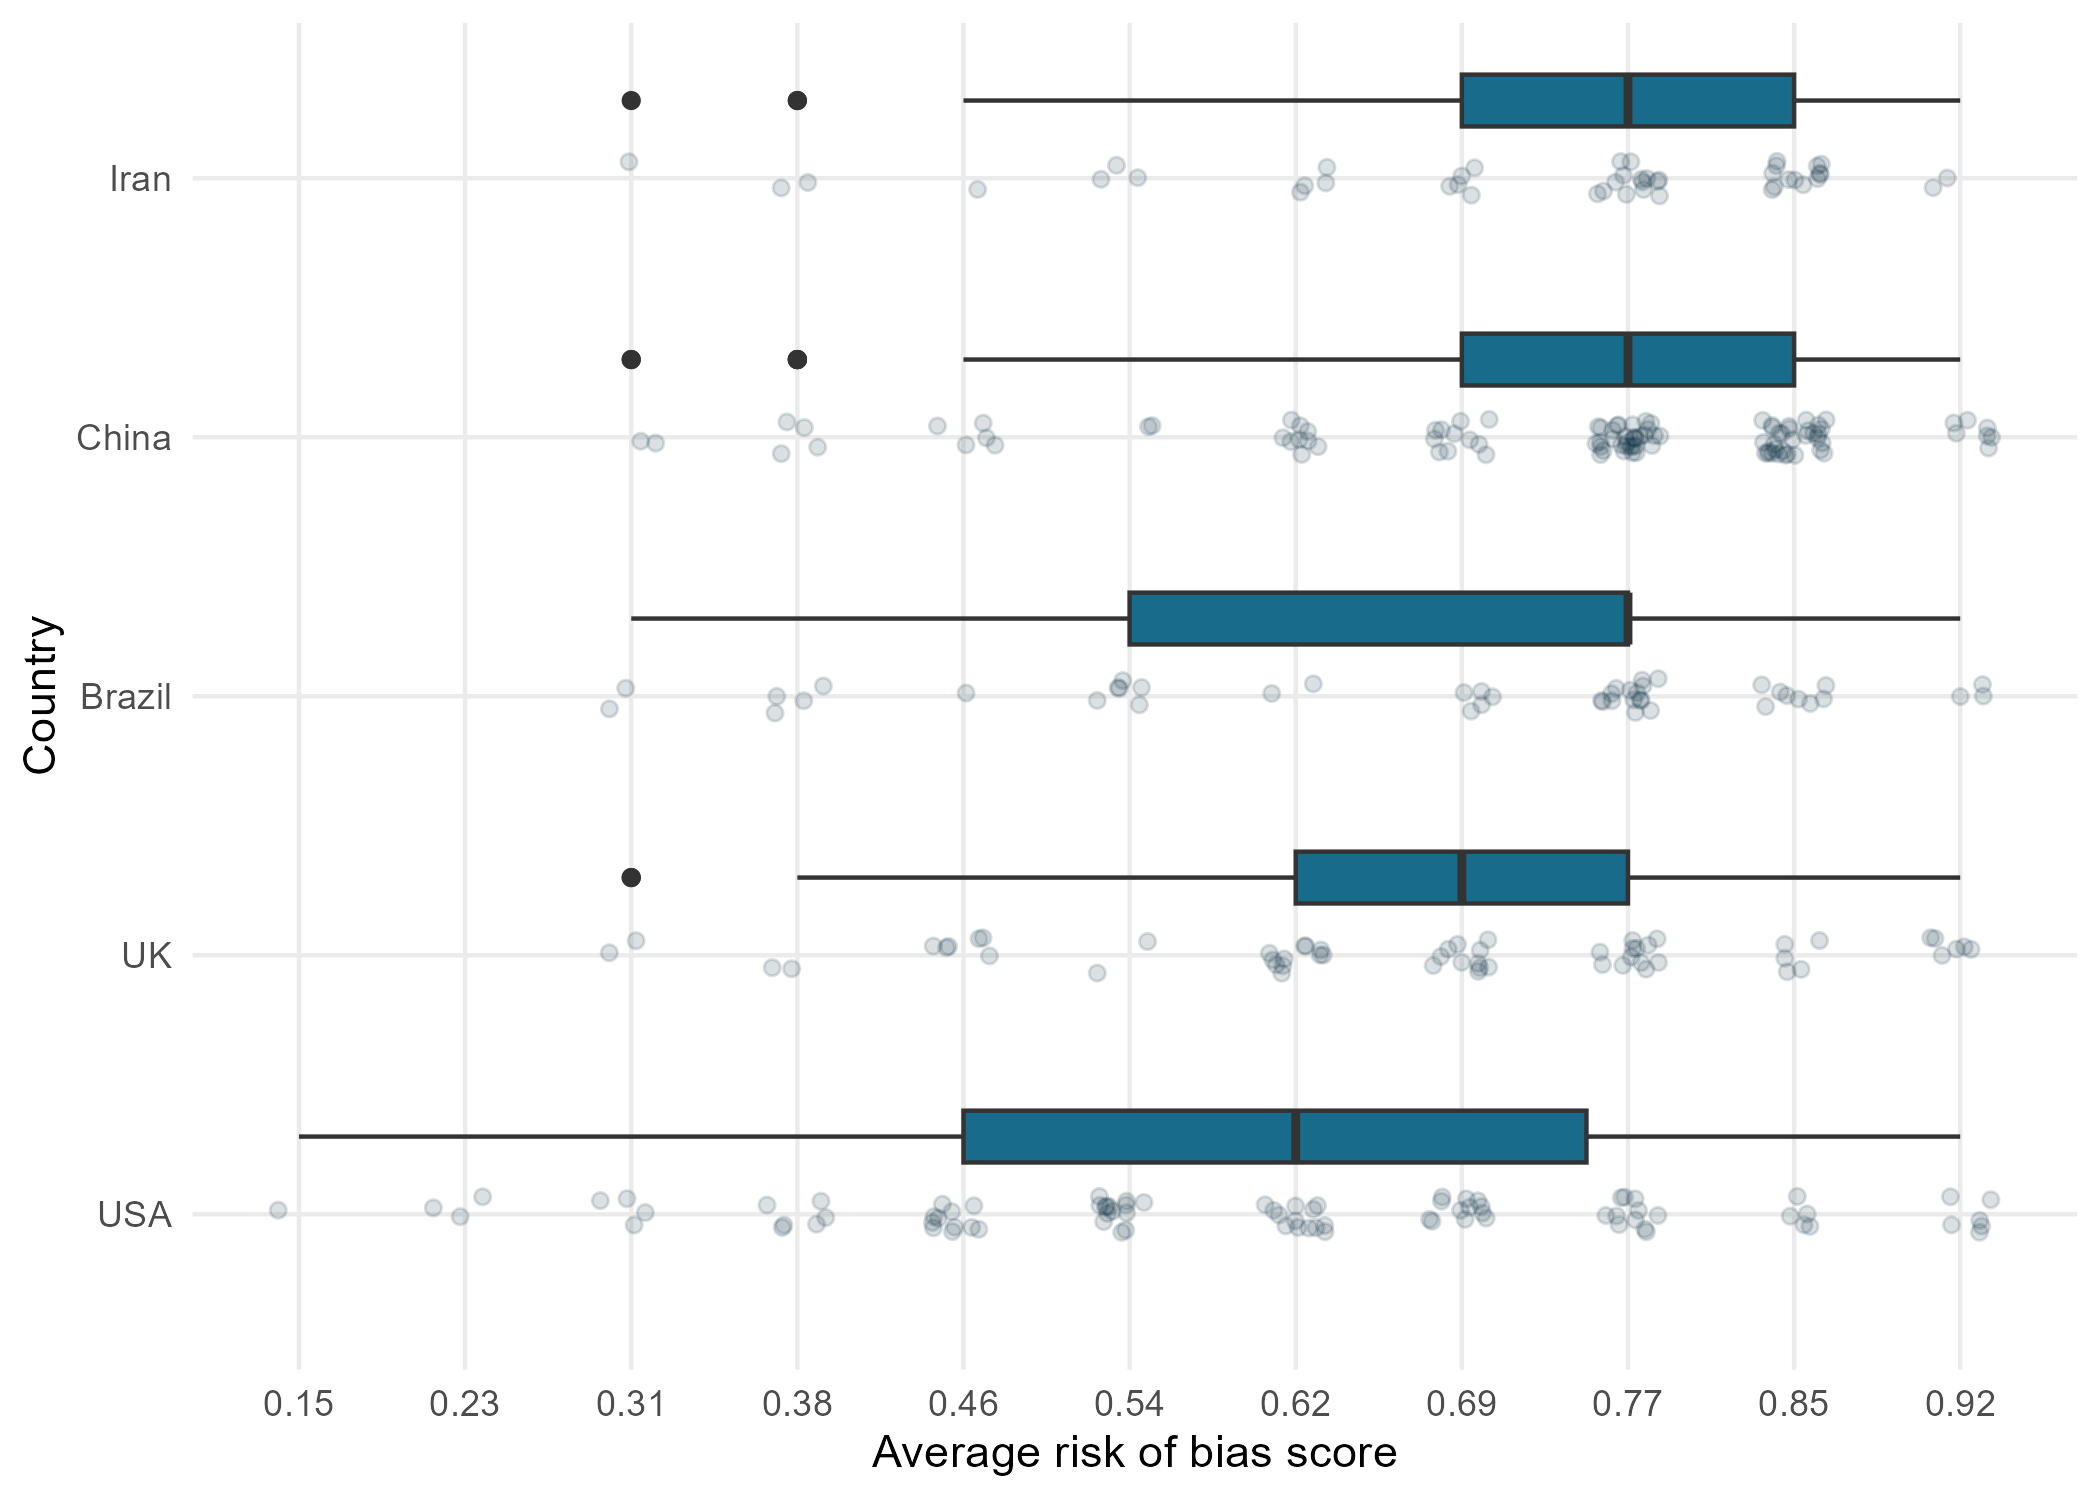 Country
Iran
China
Brazil
UK
USA
0.15 0.23 0.31 0.38 0.46 0.54 0.62 0.69 0.77 0.85 0.92
Average risk of bias score